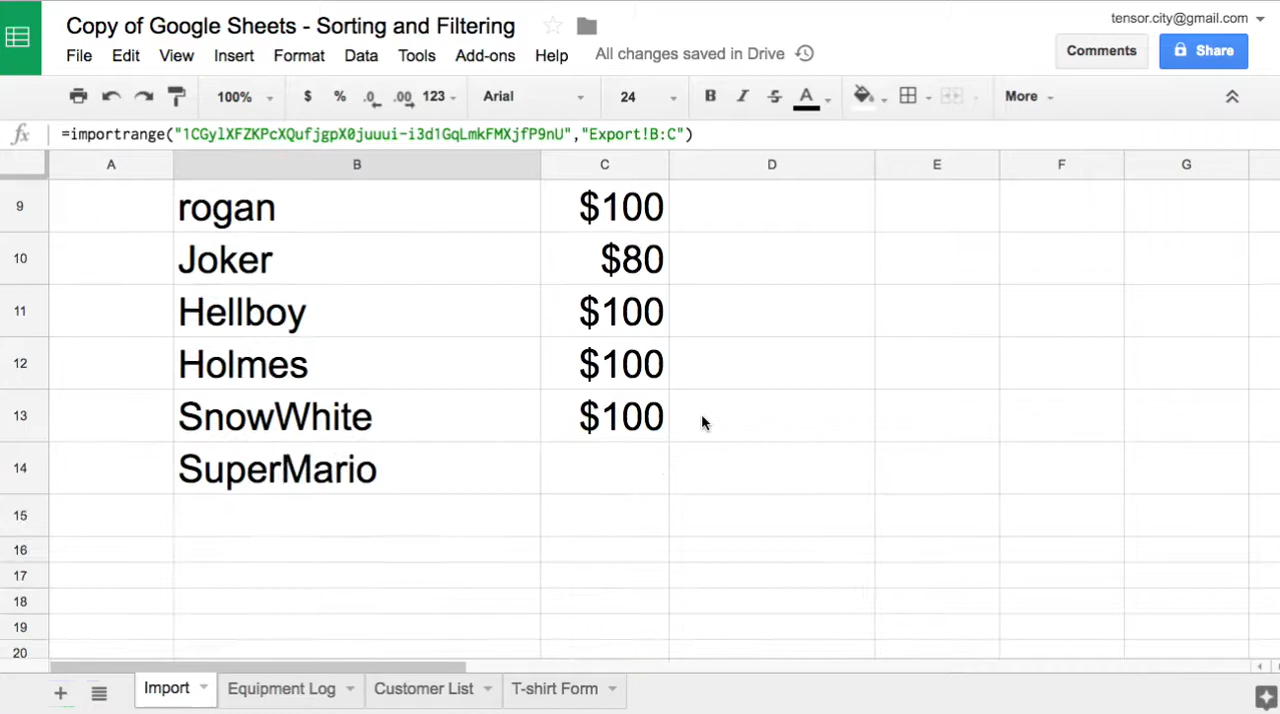 Copy of Google Sheets - Sorting and Filtering
tensor.city@gmail.com
File Edit View Insert Format Data Tools Add-ons Help All changes saved in Drive
Comments Share
100% $ % .0 .00 123 Arial 24 B I S A More
fx =importrange("1CGylXFZKPcXQufjgpX0juuui-i3d1GqLmkFMXjfP9nU","Export!B:C")
A B C D E F G
9 rogan $100
10 Joker $80
11 Hellboy $100
12 Holmes $100
13 SnowWhite $100
14 SuperMario
15
16
17
18
19
20
Import Equipment Log Customer List T-shirt Form